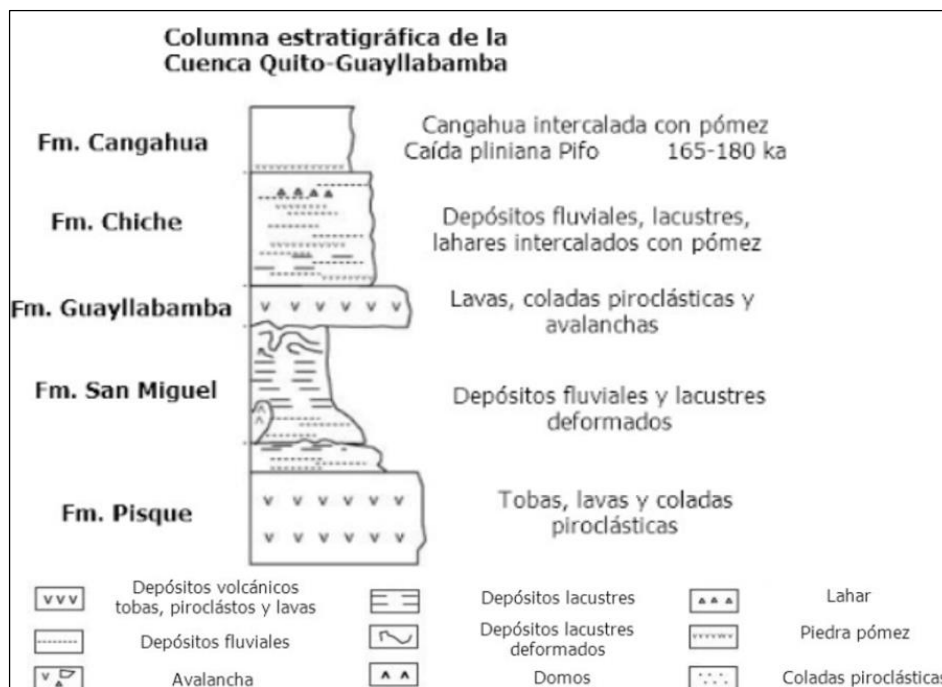 Columna estratigráfica de la
Cuenca Quito-Guayllabamba
Fm. Cangahua
Cangahua intercalada con pómez
Caída pliniana Pifo 165-180 ka
Fm. Chiche
Depósitos fluviales, lacustres,
lahares intercalados con pómez
Fm. Guayllabamba
Lavas, coladas piroclásticas y
avalanchas
Fm. San Miguel
Depósitos fluviales y lacustres
deformados
Fm. Pisque
Tobas, lavas y coladas
piroclásticas
Depósitos volcánicos
tobas, piroclástos y lavas
Depósitos lacustres
Lahar
Depósitos fluviales
Depósitos lacustres
deformados
Piedra pómez
Avalancha
Domos
Coladas piroclásticas